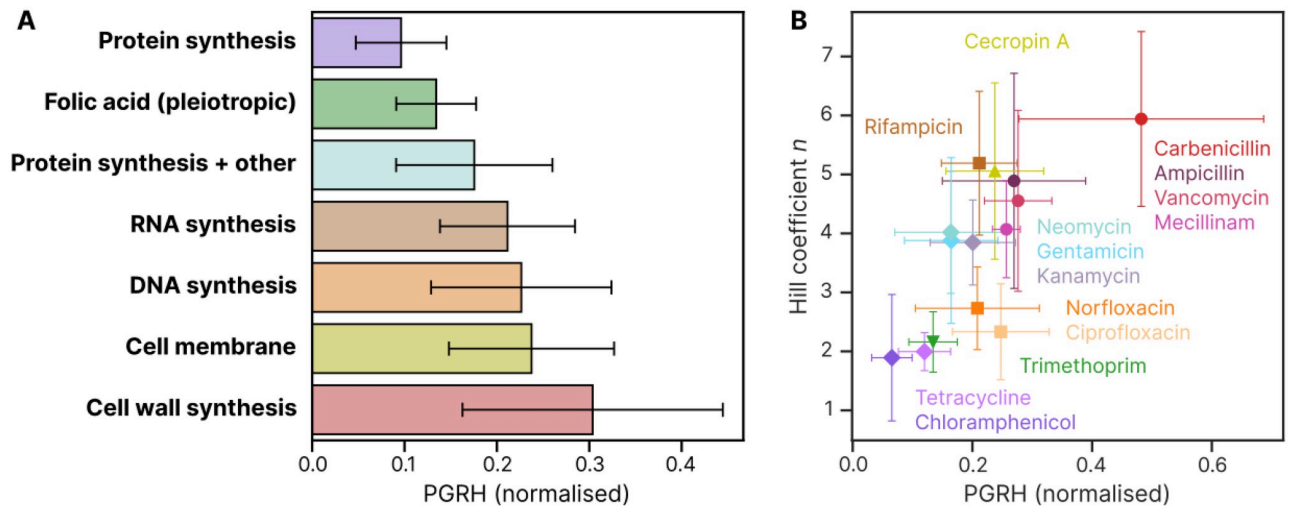 A
Protein synthesis
Folic acid (pleiotropic)
Protein synthesis + other
RNA synthesis
DNA synthesis
Cell membrane
Cell wall synthesis
0.0 0.1 0.2 0.3 0.4
PGRH (normalised)
B
Hill coefficient n
7
6
5
4
3
2
1
Cecropin A
Rifampicin
Carbenicillin
Ampicillin
Vancomycin
Mecillinam
Neomycin
Gentamicin
Kanamycin
Norfloxacin
Ciprofloxacin
Trimethoprim
Tetracycline
Chloramphenicol
0.0 0.2 0.4 0.6
PGRH (normalised)